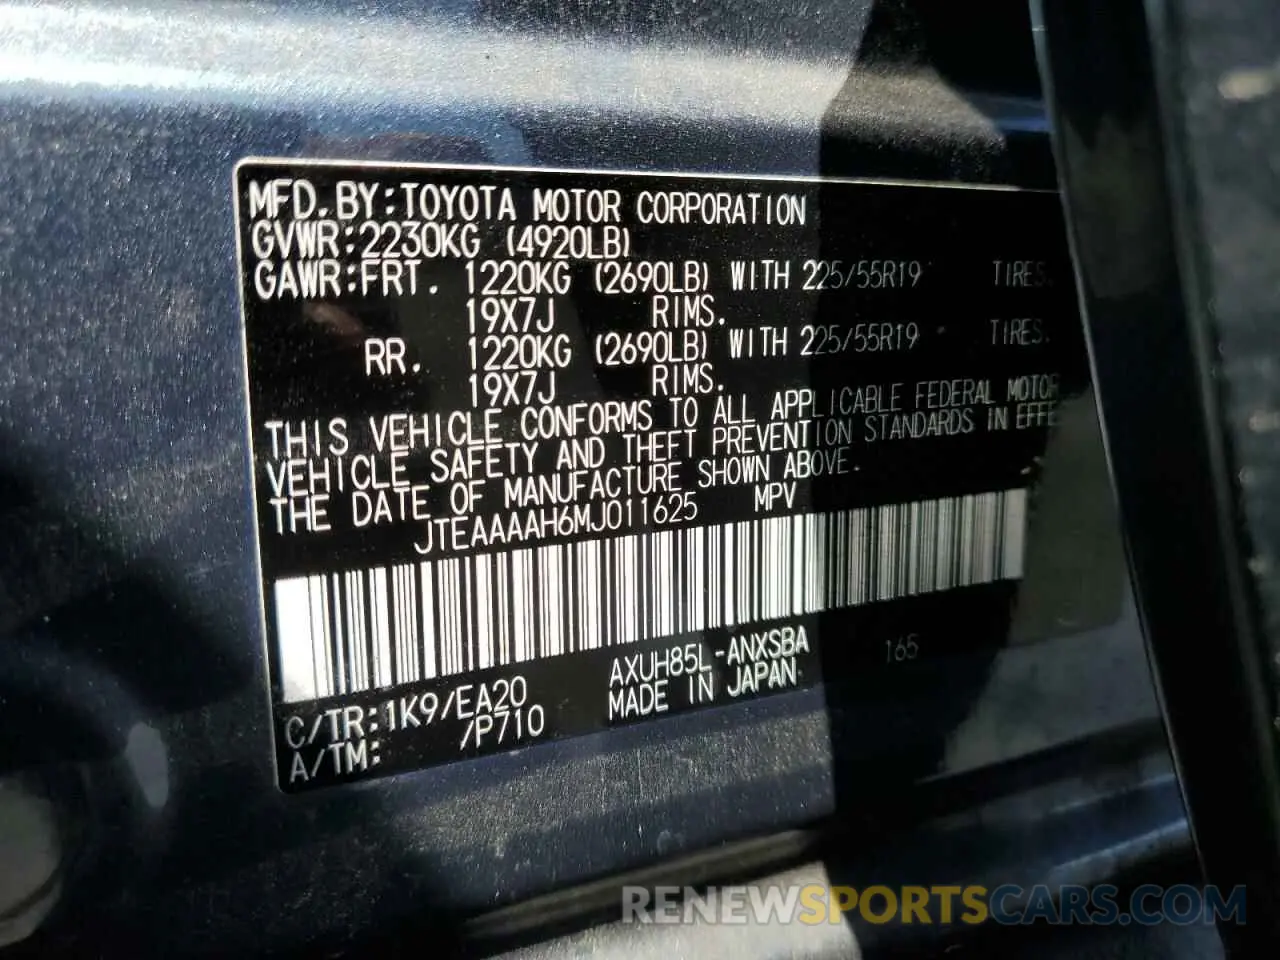 MFD.BY:TOYOTA MOTOR CORPORATION
GVWR:2230KG (4920LB)
GAWR:FRT. 1220KG (2690LB) WITH 225/55R19 TIRES.
19X7J RIMS.
RR. 1220KG (2690LB) WITH 225/55R19 TIRES.
19X7J RIMS.
THIS VEHICLE CONFORMS TO ALL APPLICABLE FEDERAL MOTOR
VEHICLE SAFETY AND THEFT PREVENTION STANDARDS IN EFFE
THE DATE OF MANUFACTURE SHOWN ABOVE.
JTEAAAAH6MJ011625 MPV
AXUH85L-ANXSBA 165
C/TR:1K9/EA20 MADE IN JAPAN
A/TM: /P710
RENEWSPORTSCARS.COM